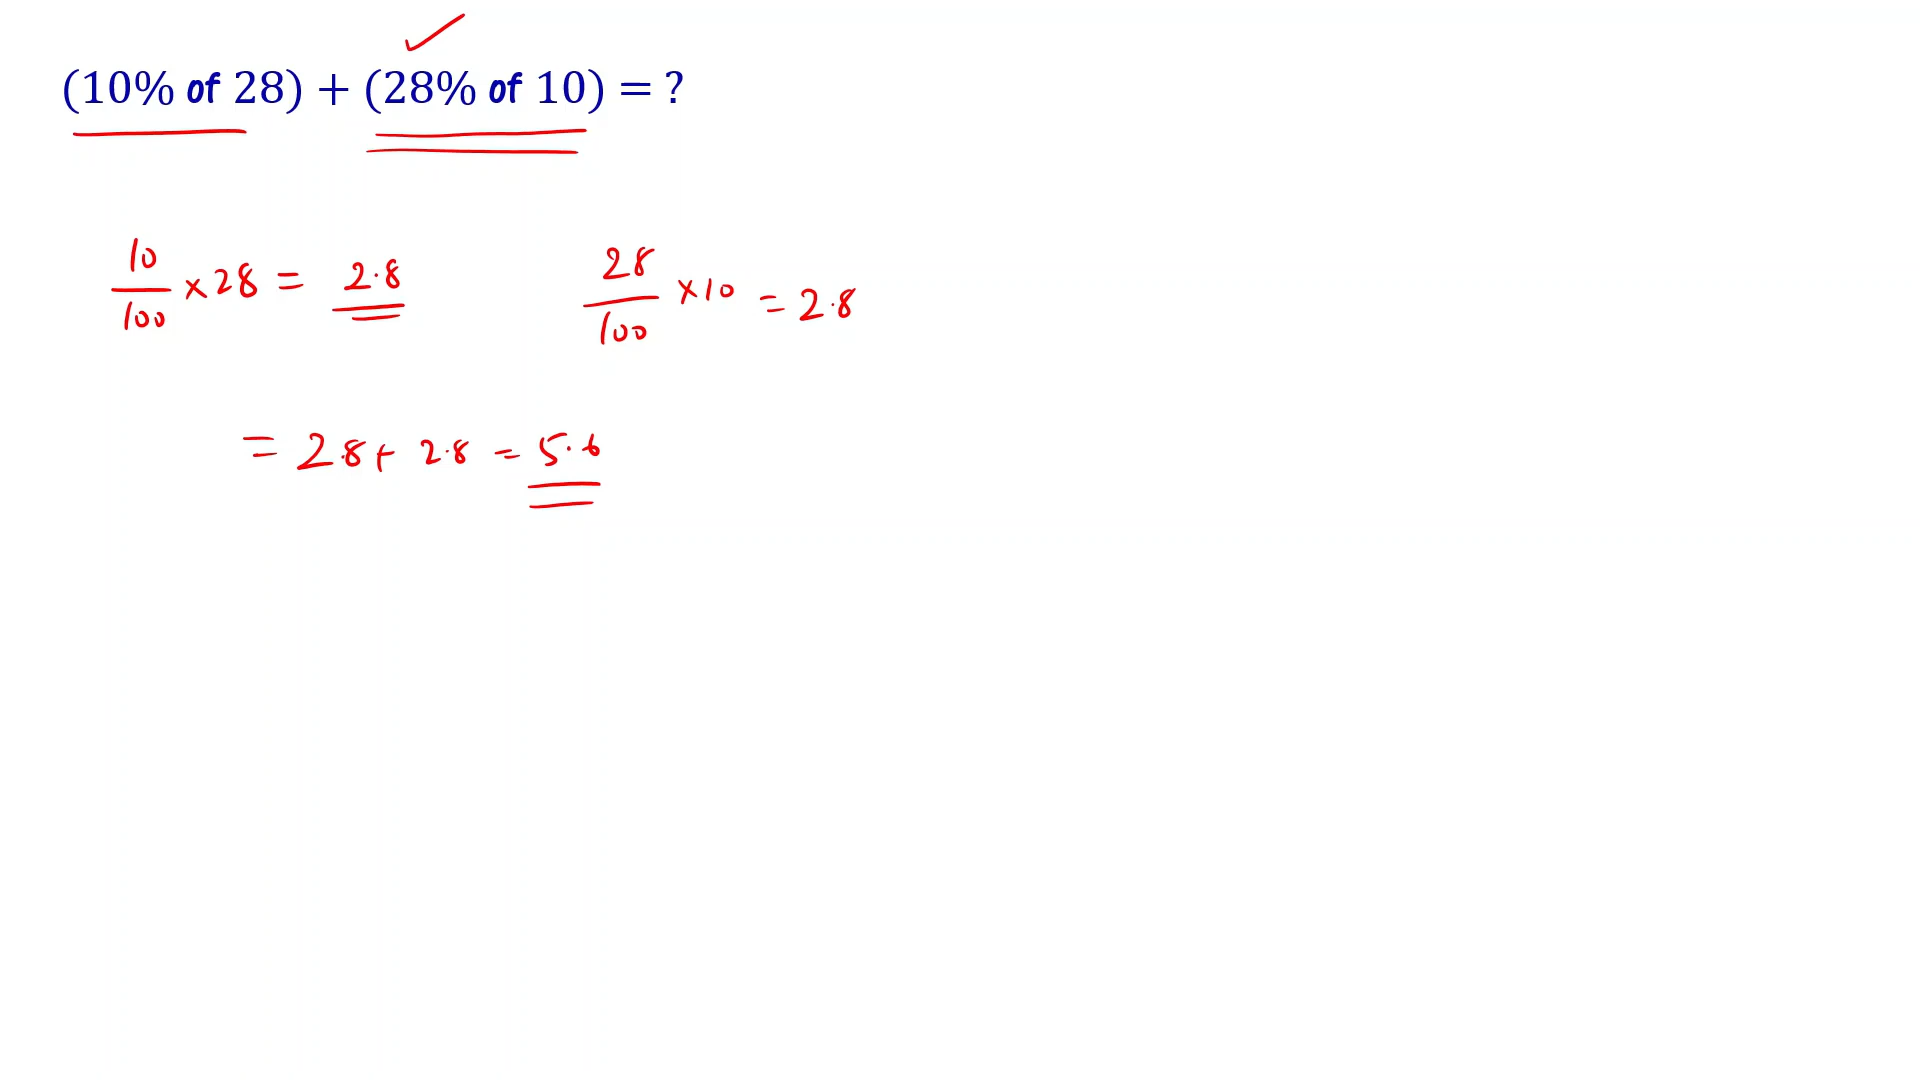 (10% of 28) + (28% of 10) = ?
10/100 × 28 = 2.8
28/100 × 10 = 2.8
= 2.8 + 2.8 = 5.6